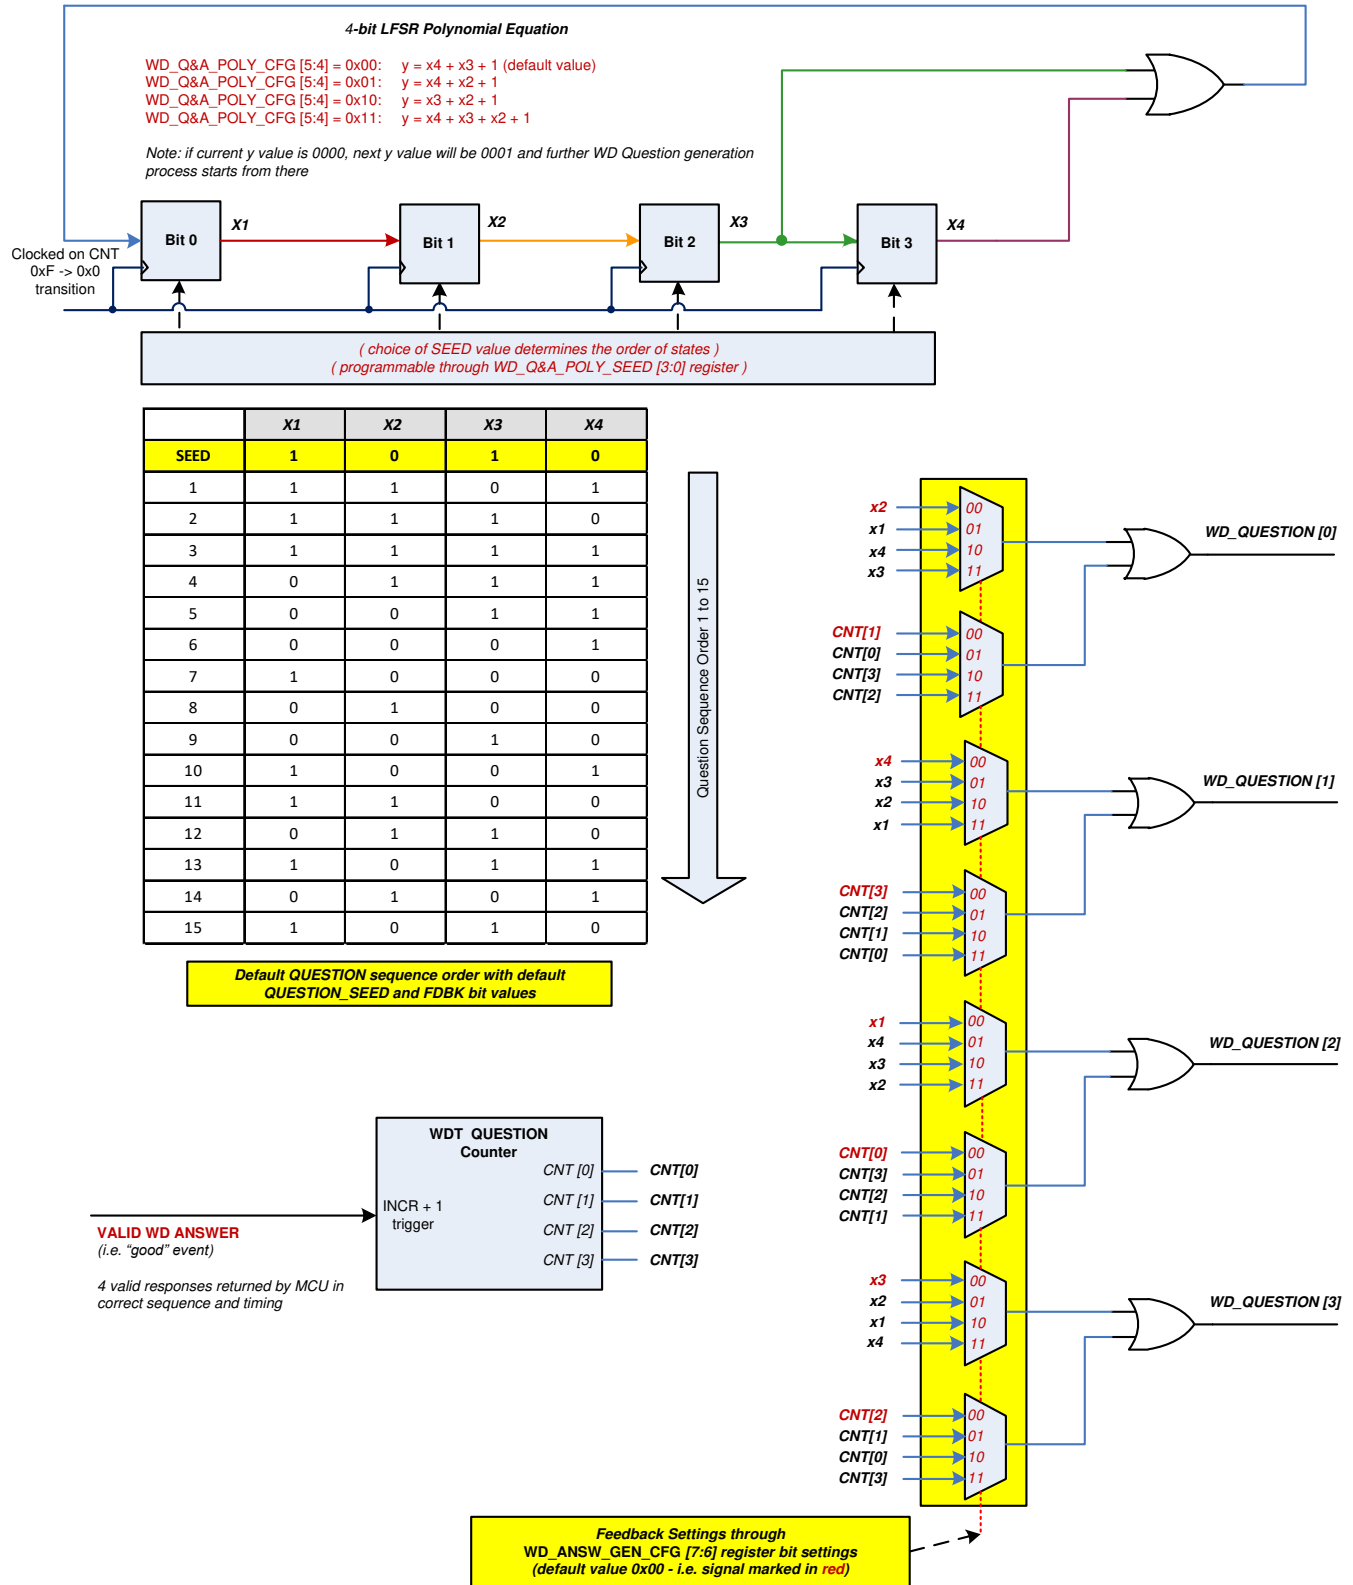 4-bit LFSR Polynomial Equation
WD_Q&A_POLY_CFG [5:4] = 0x00: y = x4 + x3 + 1 (default value)
WD_Q&A_POLY_CFG [5:4] = 0x01: y = x4 + x2 + 1
WD_Q&A_POLY_CFG [5:4] = 0x10: y = x3 + x2 + 1
WD_Q&A_POLY_CFG [5:4] = 0x11: y = x4 + x3 + x2 + 1
Note: if current y value is 0000, next y value will be 0001 and further WD Question generation
process starts from there
Bit 0
X1
Bit 1
X2
Bit 2
X3
Bit 3
X4
Clocked on CNT
0xF -> 0x0
transition
( choice of SEED value determines the order of states )
( programmable through WD_Q&A_POLY_SEED [3:0] register )
X1 X2 X3 X4
SEED 1 0 1 0
1 1 1 0 1
2 1 1 1 0
3 1 1 1 1
4 0 1 1 1
5 0 0 1 1
6 0 0 0 1
7 1 0 0 0
8 0 1 0 0
9 0 0 1 0
10 1 0 0 1
11 1 1 0 0
12 0 1 1 0
13 1 0 1 1
14 0 1 0 1
15 1 0 1 0
Question Sequence Order 1 to 15
Default QUESTION sequence order with default
QUESTION_SEED and FDBK bit values
WDT QUESTION
Counter
INCR + 1
trigger
CNT [0] CNT[0]
CNT [1] CNT[1]
CNT [2] CNT[2]
CNT [3] CNT[3]
VALID WD ANSWER
(i.e. “good” event)
4 valid responses returned by MCU in
correct sequence and timing
x2 00
x1 01
x4 10
x3 11
WD_QUESTION [0]
CNT[1] 00
CNT[0] 01
CNT[3] 10
CNT[2] 11
x4 00
x3 01
x2 10
x1 11
WD_QUESTION [1]
CNT[3] 00
CNT[2] 01
CNT[1] 10
CNT[0] 11
x1 00
x4 01
x3 10
x2 11
WD_QUESTION [2]
CNT[0] 00
CNT[3] 01
CNT[2] 10
CNT[1] 11
x3 00
x2 01
x1 10
x4 11
WD_QUESTION [3]
CNT[2] 00
CNT[1] 01
CNT[0] 10
CNT[3] 11
Feedback Settings through
WD_ANSW_GEN_CFG [7:6] register bit settings
(default value 0x00 - i.e. signal marked in red)